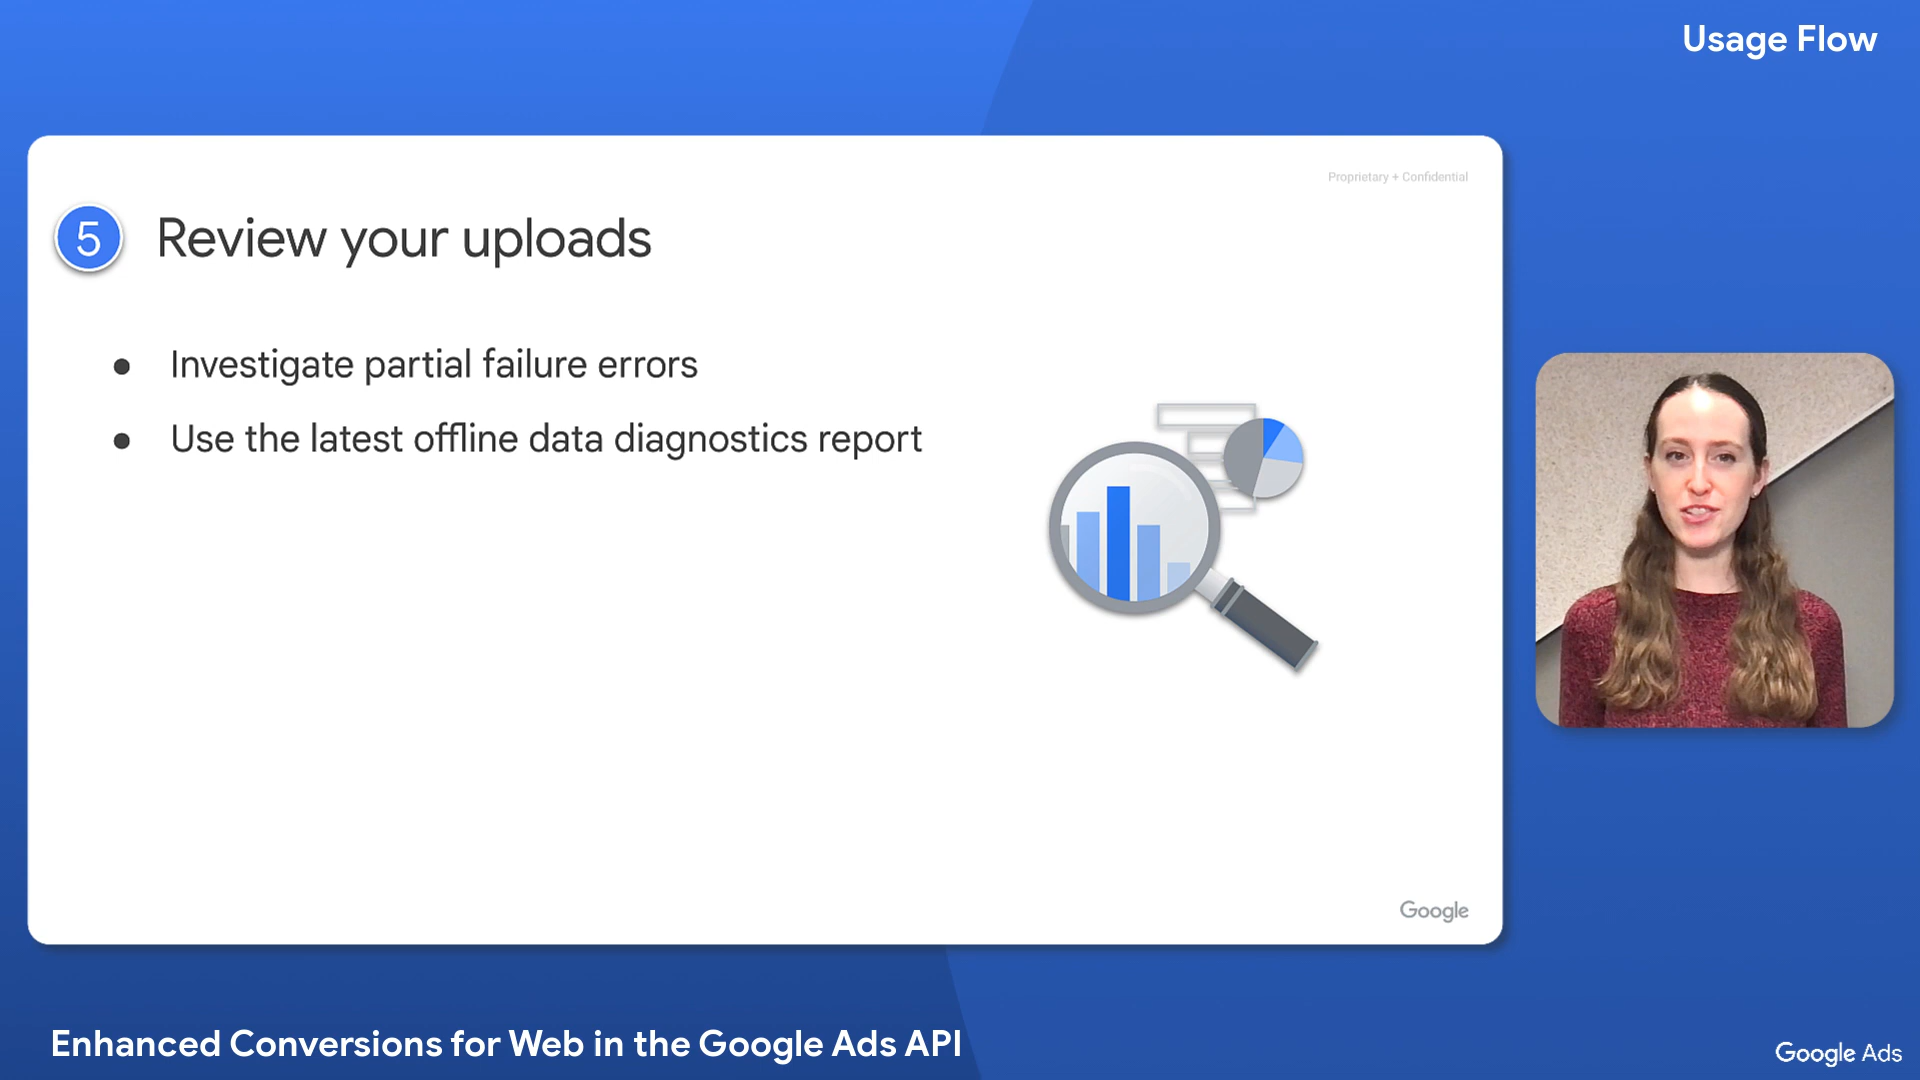 Usage Flow
Proprietary + Confidential
5 Review your uploads
● Investigate partial failure errors
● Use the latest offline data diagnostics report
Google
Enhanced Conversions for Web in the Google Ads API
Google Ads